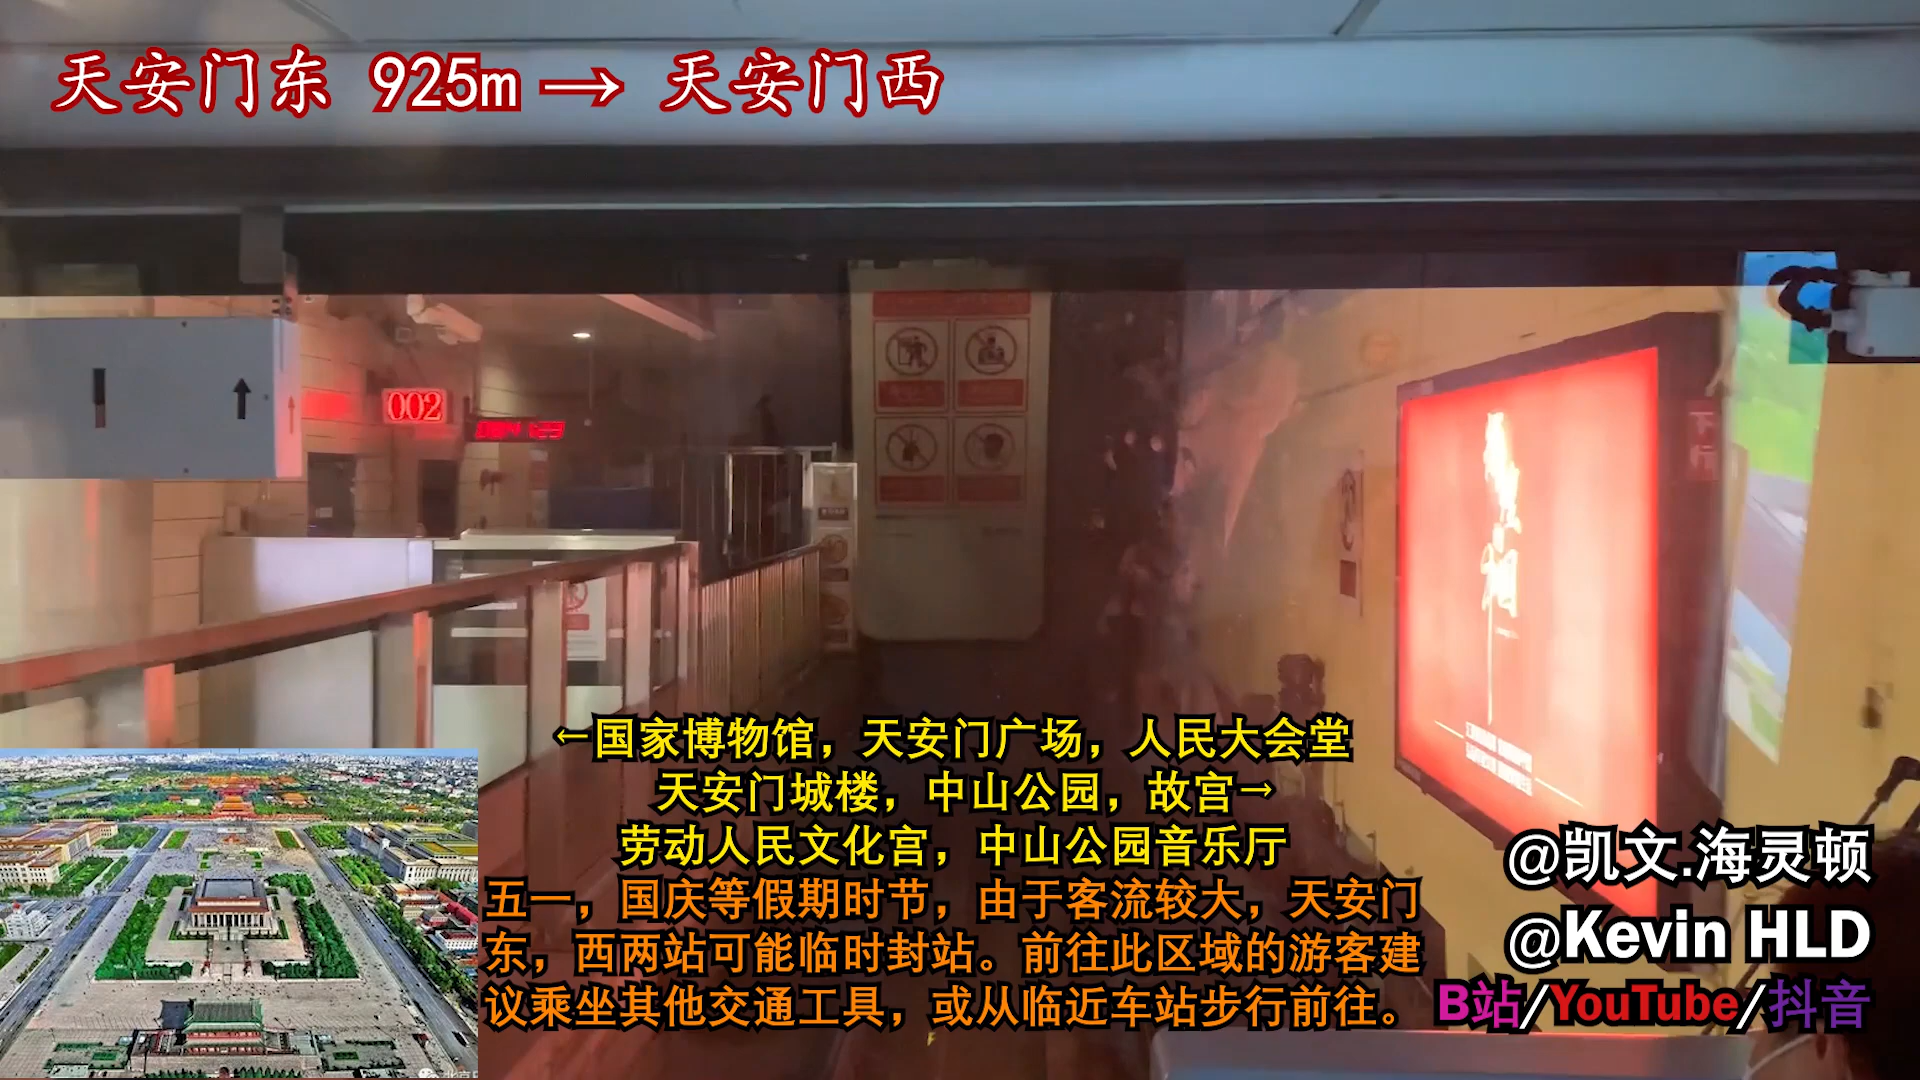 天安门东 925m → 天安门西
002
下行
←国家博物馆，天安门广场，人民大会堂
天安门城楼，中山公园，故宫→
劳动人民文化宫，中山公园音乐厅
五一，国庆等假期时节，由于客流较大，天安门
东，西两站可能临时封站。前往此区域的游客建
议乘坐其他交通工具，或从临近车站步行前往。
@凯文.海灵顿
@Kevin HLD
B站/YouTube/抖音